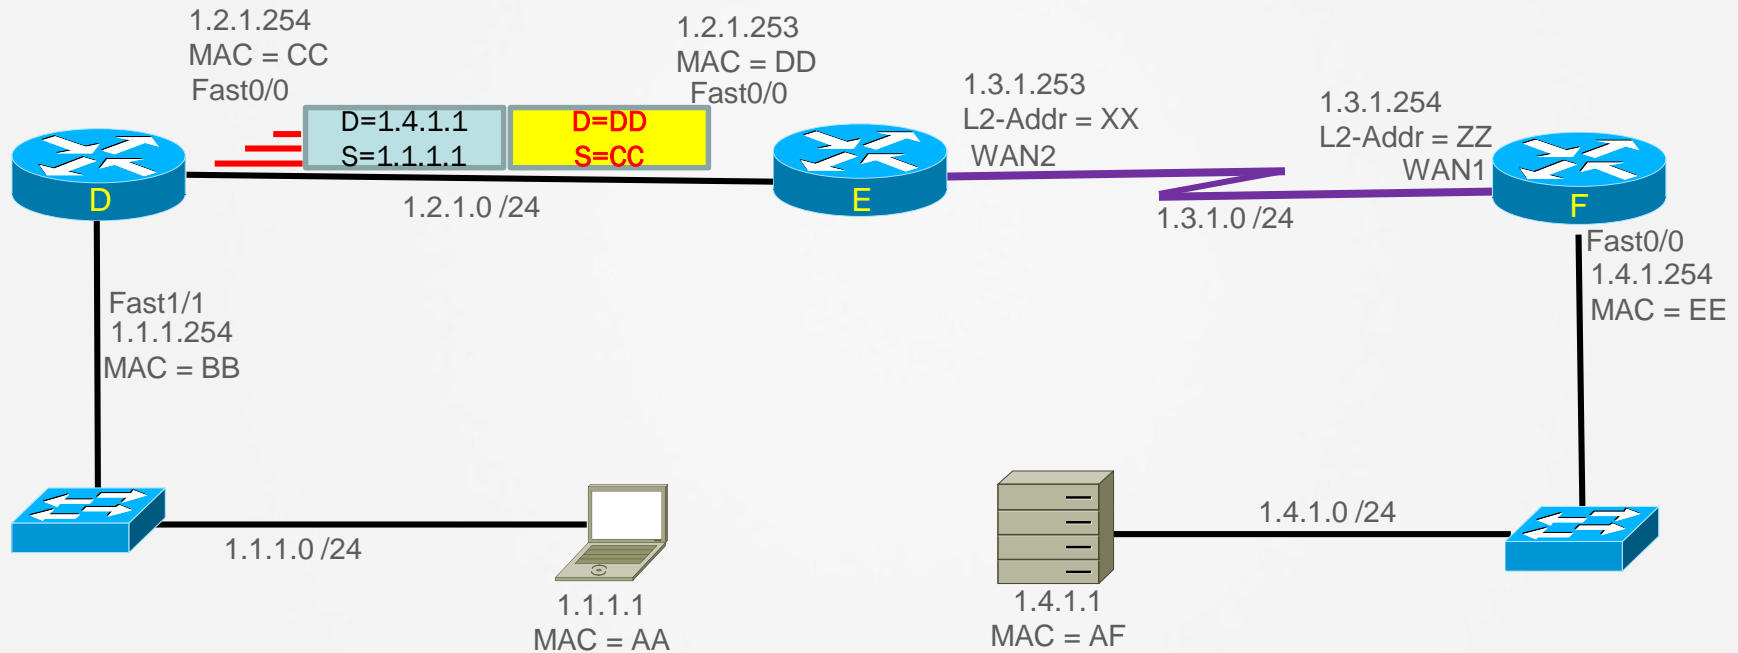 1.2.1.254
MAC = CC
Fast0/0
1.2.1.253
MAC = DD
Fast0/0
D=1.4.1.1
S=1.1.1.1
D=DD
S=CC
1.3.1.253
L2-Addr = XX
WAN2
1.3.1.254
L2-Addr = ZZ
WAN1
D
E
F
1.2.1.0 /24
1.3.1.0 /24
Fast0/0
1.4.1.254
MAC = EE
Fast1/1
1.1.1.254
MAC = BB
1.1.1.0 /24
1.4.1.0 /24
1.1.1.1
MAC = AA
1.4.1.1
MAC = AF